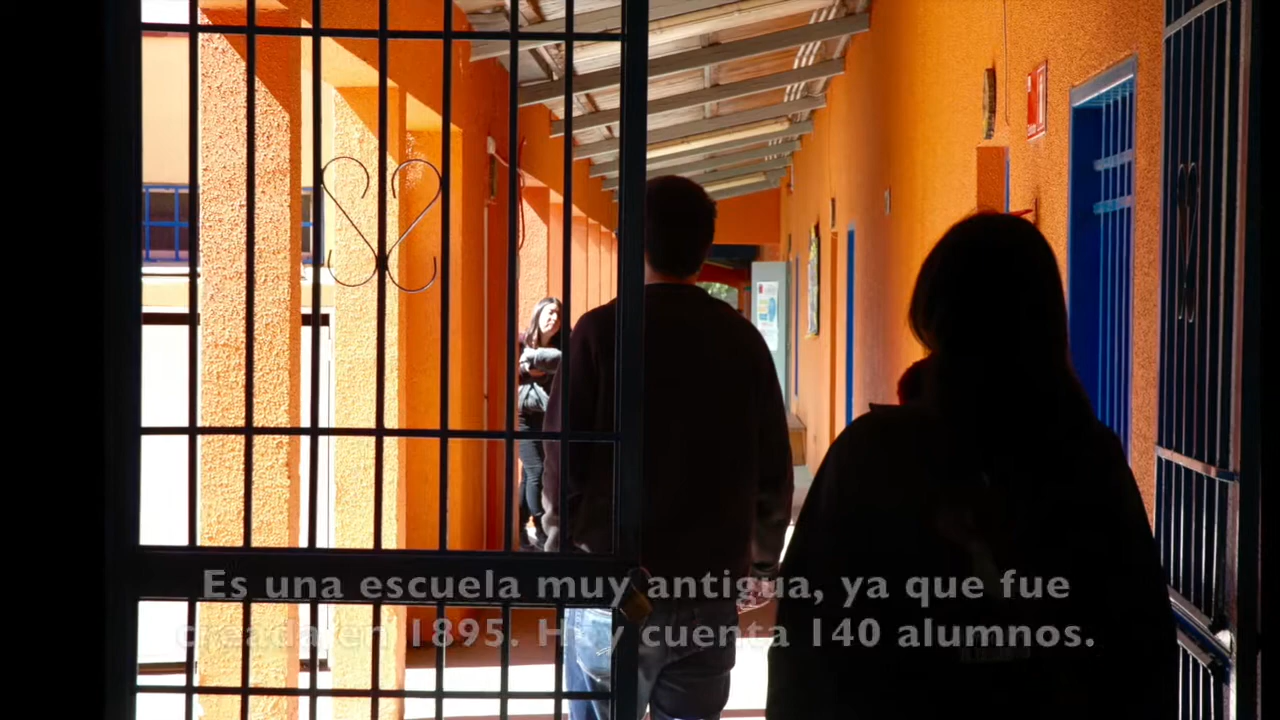 Es una escuela muy antigua, ya que fue
creada en 1895. Hoy cuenta 140 alumnos.